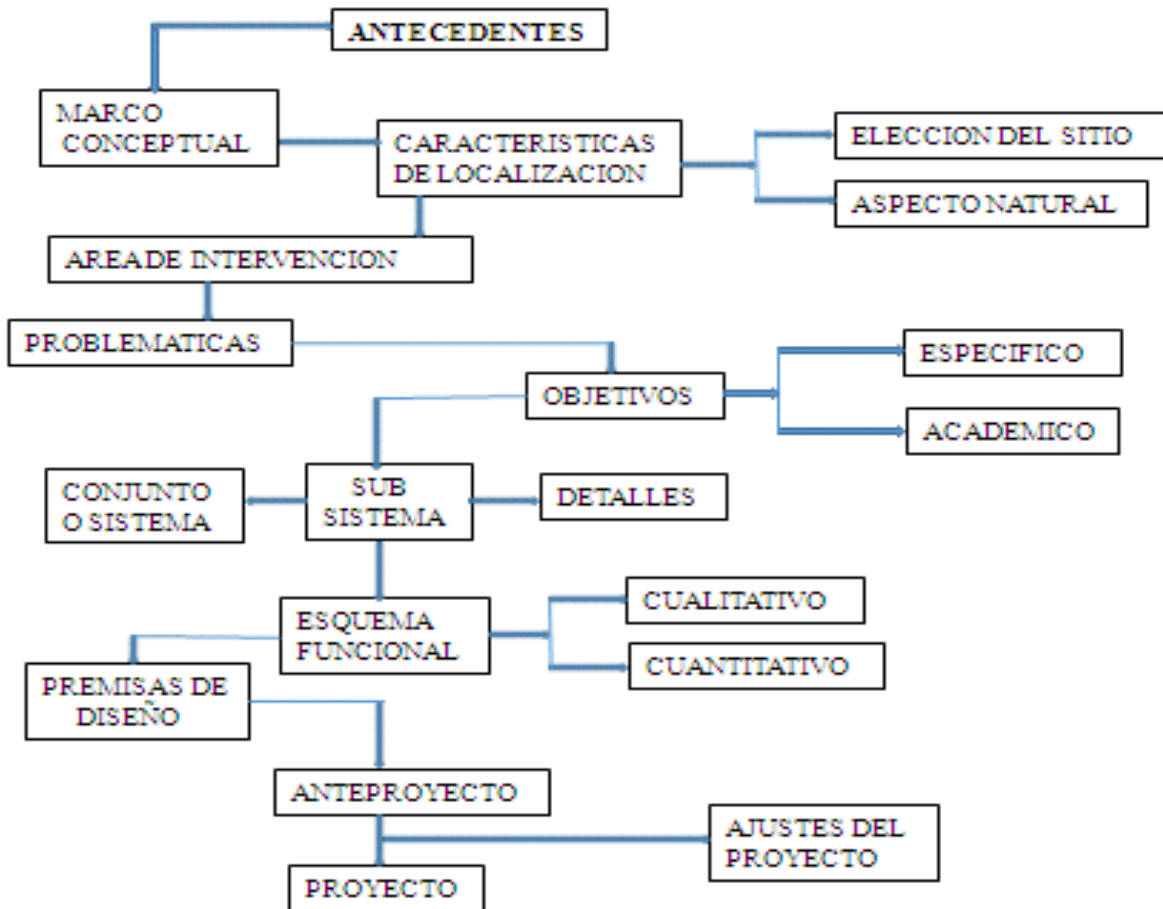 ANTECEDENTES
MARCO
CONCEPTUAL
CARACTERISTICAS
DE LOCALIZACION
ELECCION DEL SITIO
ASPECTO NATURAL
AREA DE INTERVENCION
PROBLEMATICAS
OBJETIVOS
ESPECIFICO
ACADEMICO
CONJUNTO
O SISTEMA
SUB
SISTEMA
DETALLES
ESQUEMA
FUNCIONAL
CUALITATIVO
CUANTITATIVO
PREMISAS DE
DISEÑO
ANTEPROYECTO
AJUSTES DEL
PROYECTO
PROYECTO